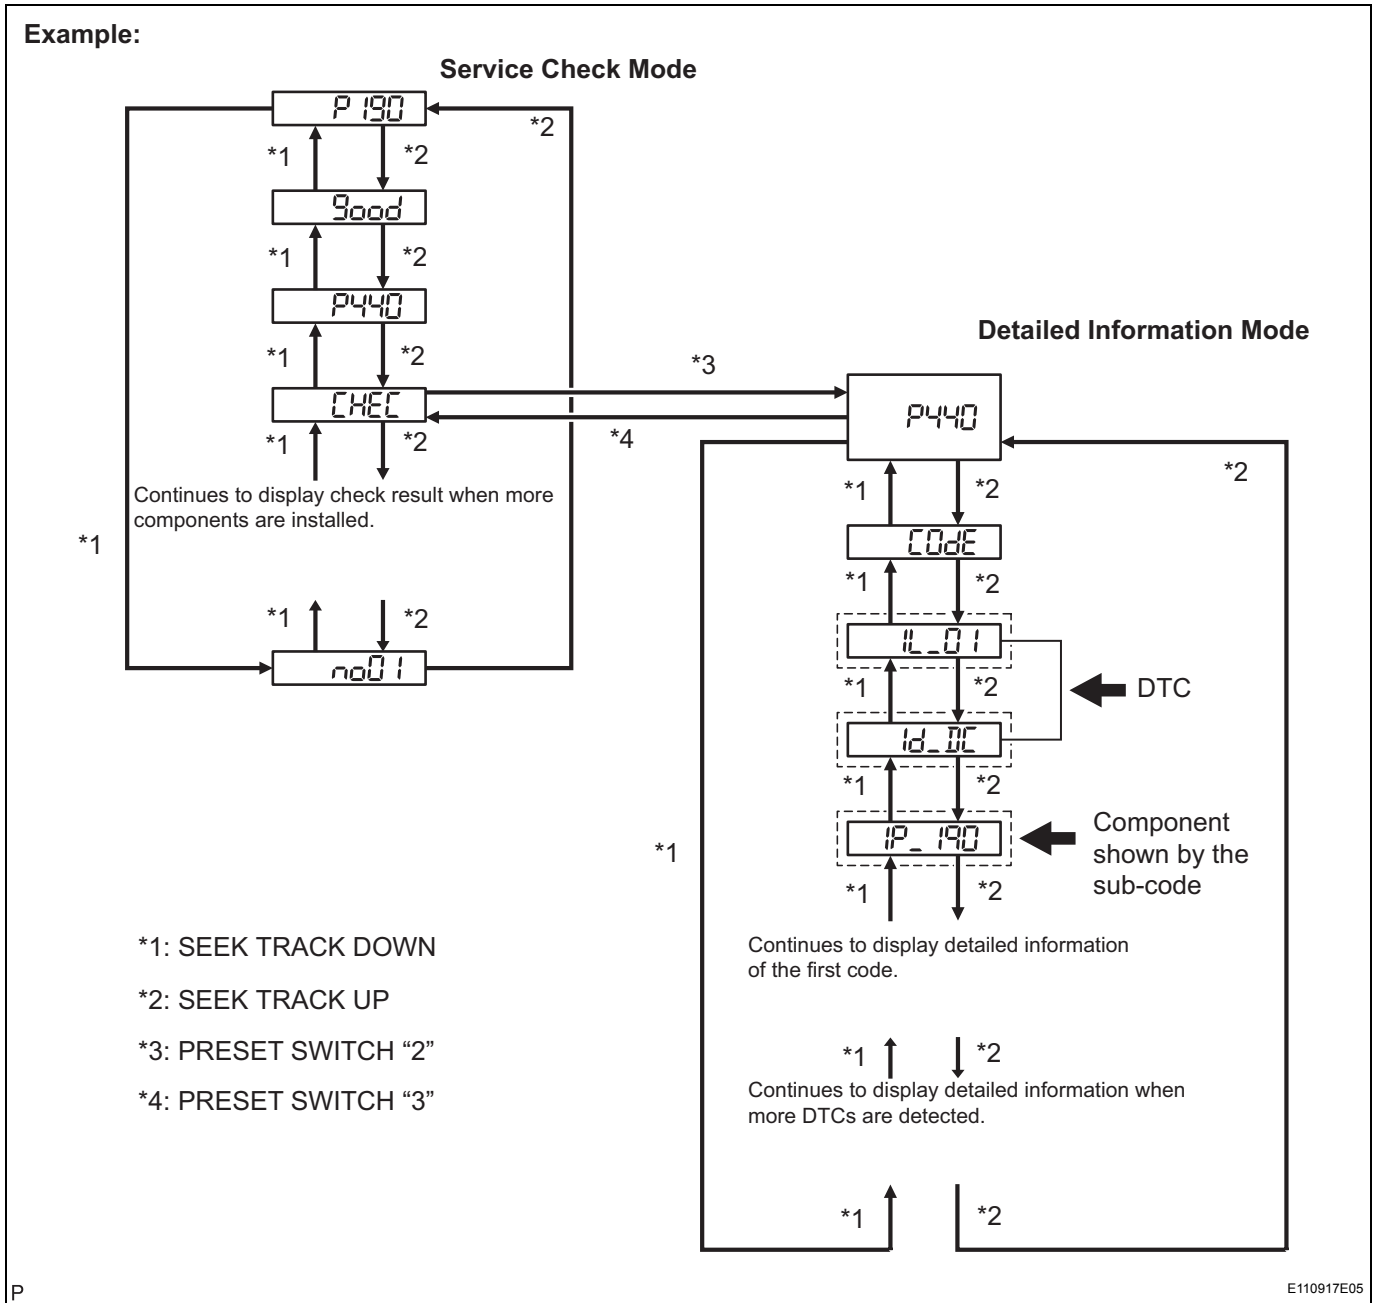 Example:
Service Check Mode
P190
*2
*1
*2
good
*1
*2
P440
*1
*2
CHEC
*3
*4
*1
*2
Continues to display check result when more
components are installed.
*1
*1
*2
no01
Detailed Information Mode
P440
*2
*1
*2
COdE
*1
*2
1L_01
*1
*2
DTC
1d_DC
*1
*2
1P_190
Component
shown by the
sub-code
*1
*1
*2
Continues to display detailed information
of the first code.
*1
*2
Continues to display detailed information when
more DTCs are detected.
*1
*2
*1: SEEK TRACK DOWN
*2: SEEK TRACK UP
*3: PRESET SWITCH “2”
*4: PRESET SWITCH “3”
P
E110917E05